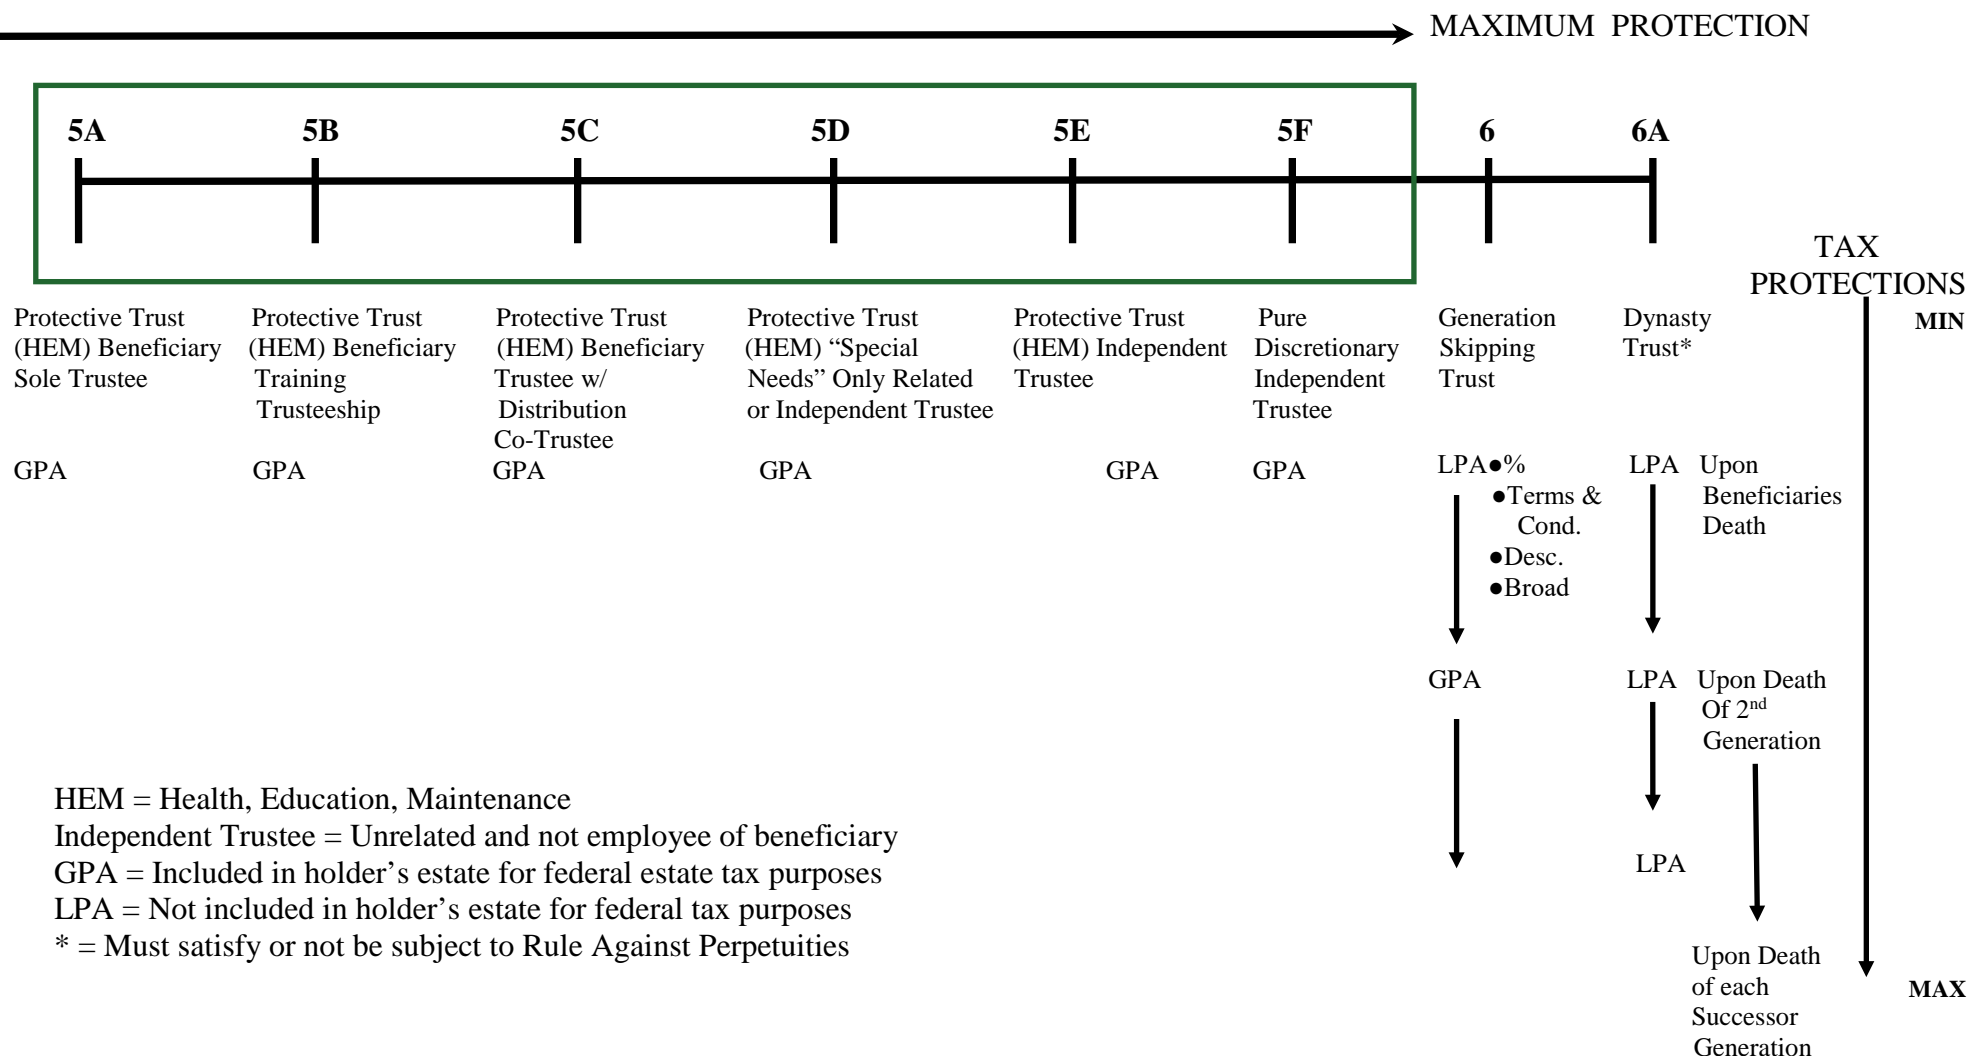 MAXIMUM PROTECTION
5A
5B
5C
5D
5E
5F
6
6A
TAX
PROTECTIONS
MIN
Protective Trust
(HEM) Beneficiary
Sole Trustee
GPA
Protective Trust
(HEM) Beneficiary
Training
Trusteeship
GPA
Protective Trust
(HEM) Beneficiary
Trustee w/
Distribution
Co-Trustee
GPA
Protective Trust
(HEM) “Special
Needs” Only Related
or Independent Trustee
GPA
Protective Trust
(HEM) Independent
Trustee
GPA
Pure
Discretionary
Independent
Trustee
GPA
Generation
Skipping
Trust
LPA●%
●Terms &
Cond.
●Desc.
●Broad
GPA
Dynasty
Trust*
LPA Upon
Beneficiaries
Death
LPA Upon Death
Of 2nd
Generation
LPA
Upon Death
of each
Successor
Generation
MAX
HEM = Health, Education, Maintenance
Independent Trustee = Unrelated and not employee of beneficiary
GPA = Included in holder’s estate for federal estate tax purposes
LPA = Not included in holder’s estate for federal tax purposes
* = Must satisfy or not be subject to Rule Against Perpetuities